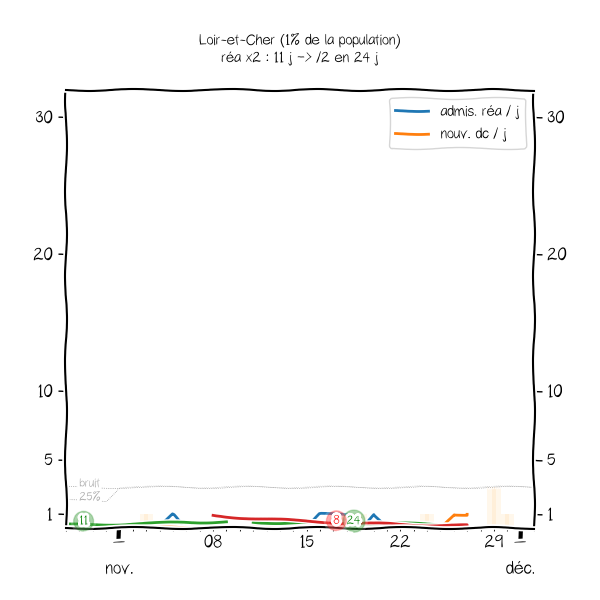 Loir-et-Cher (1% de la population)
réa x2 : 11 j -> /2 en 24 j
admis. réa / j
nouv. dc / j
30
30
20
20
10
10
5
5
bruit
25%
1
11
8
24
1
1
08
15
22
29
1
nov.
déc.